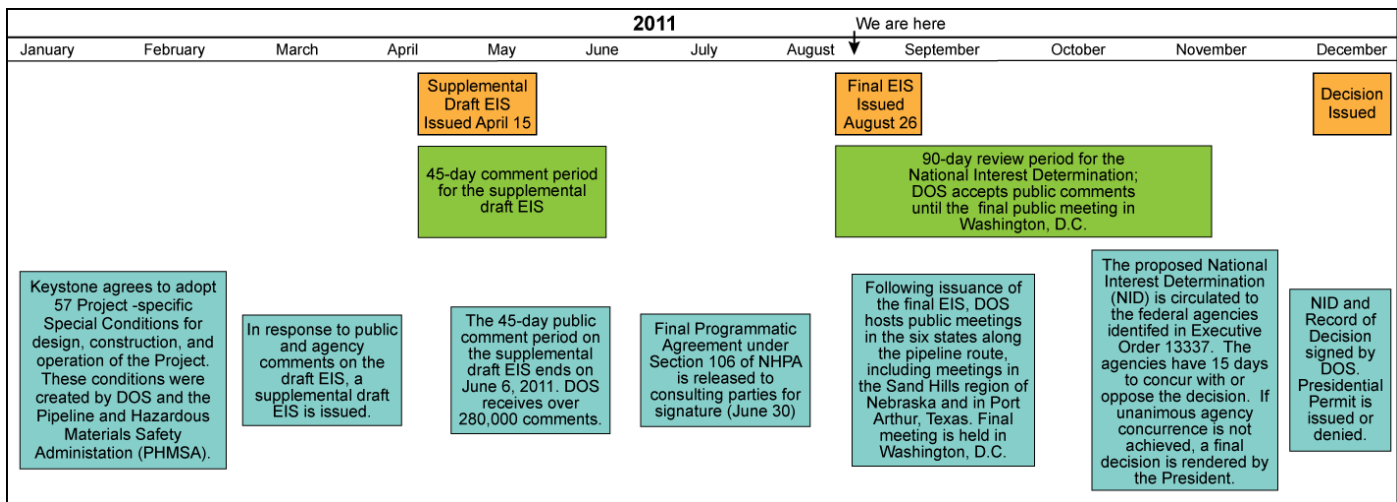 2011
We are here
January February March April May June July August September October November December
Supplemental
Draft EIS
Issued April 15
Final EIS
Issued
August 26
Decision
Issued
45-day comment period
for the supplemental
draft EIS
90-day review period for the
National Interest Determination;
DOS accepts public comments
until the final public meeting in
Washington, D.C.
Keystone agrees to adopt
57 Project -specific
Special Conditions for
design, construction, and
operation of the Project.
These conditions were
created by DOS and the
Pipeline and Hazardous
Materials Safety
Administation (PHMSA).
In response to public
and agency
comments on the
draft EIS, a
supplemental draft
EIS is issued.
The 45-day public
comment period on
the supplemental
draft EIS ends on
June 6, 2011. DOS
receives over
280,000 comments.
Final Programmatic
Agreement under
Section 106 of NHPA
is released to
consulting parties for
signature (June 30)
Following issuance of
the final EIS, DOS
hosts public meetings
in the six states along
the pipeline route,
including meetings in
the Sand Hills region of
Nebraska and in Port
Arthur, Texas. Final
meeting is held in
Washington, D.C.
The proposed National
Interest Determination
(NID) is circulated to
the federal agencies
identifed in Executive
Order 13337. The
agencies have 15 days
to concur with or
oppose the decision. If
unanimous agency
concurrence is not
achieved, a final
decision is rendered by
the President.
NID and
Record of
Decision
signed by
DOS.
Presidential
Permit is
issued or
denied.